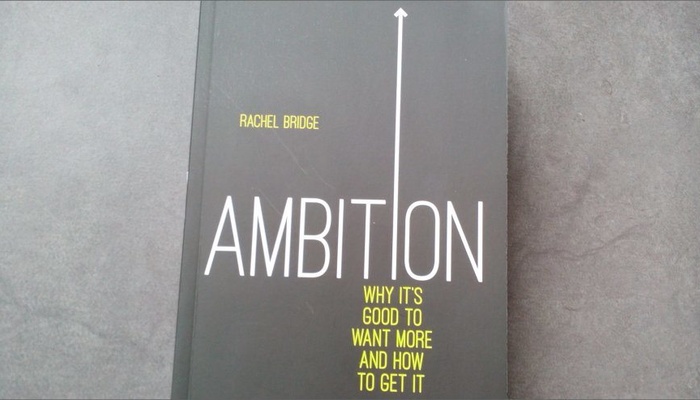 RACHEL BRIDGE
AMBITION
WHY IT'S
GOOD TO
WANT MORE
AND HOW
TO GET IT